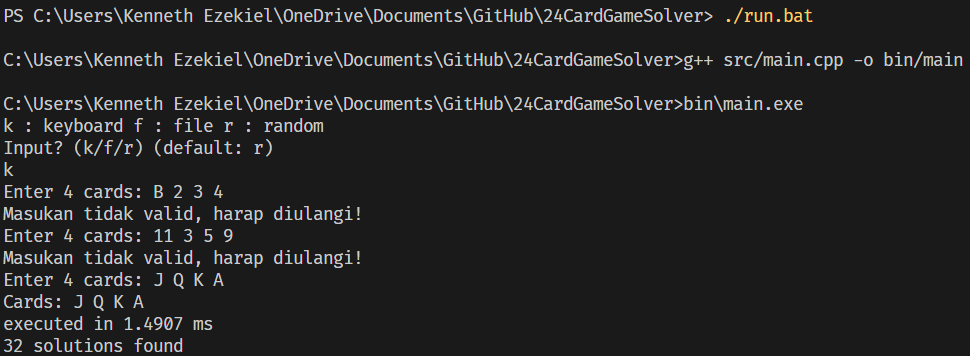 PS C:\Users\Kenneth Ezekiel\OneDrive\Documents\GitHub\24CardGameSolver> ./run.bat
C:\Users\Kenneth Ezekiel\OneDrive\Documents\GitHub\24CardGameSolver>g++ src/main.cpp -o bin/main
C:\Users\Kenneth Ezekiel\OneDrive\Documents\GitHub\24CardGameSolver>bin\main.exe
k : keyboard f : file r : random
Input? (k/f/r) (default: r)
k
Enter 4 cards: B 2 3 4
Masukan tidak valid, harap diulangi!
Enter 4 cards: 11 3 5 9
Masukan tidak valid, harap diulangi!
Enter 4 cards: J Q K A
Cards: J Q K A
executed in 1.4907 ms
32 solutions found